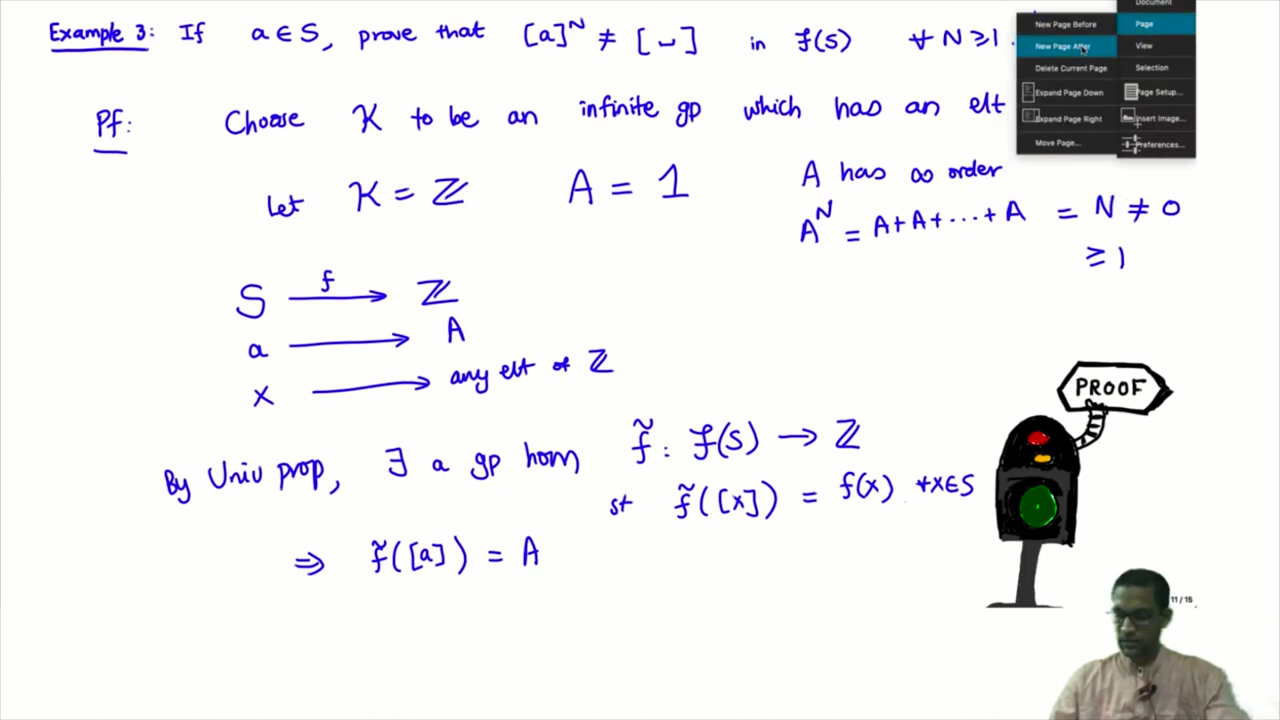 Example 3: If a ∈ S, prove that [a]^N ≠ [␣] in F(S) ∀ N ≥ 1.
Pf: Choose K to be an infinite gp which has an elt
Let K = ℤ A = 1
A has ∞ order
A^N = A + A + ... + A = N ≠ 0
≥ 1
S —f→ ℤ
a ⟶ A
x ⟶ any elt of ℤ
By Univ prop, ∃ a gp hom f̃ : F(S) → ℤ
st f̃([x]) = f(x) ∀x∈S
⇒ f̃([a]) = A
PROOF
11 / 15
Document
Page
View
Selection
Page Setup...
Insert Image...
Preferences...
New Page Before
New Page After
Delete Current Page
Expand Page Down
Expand Page Right
Move Page...